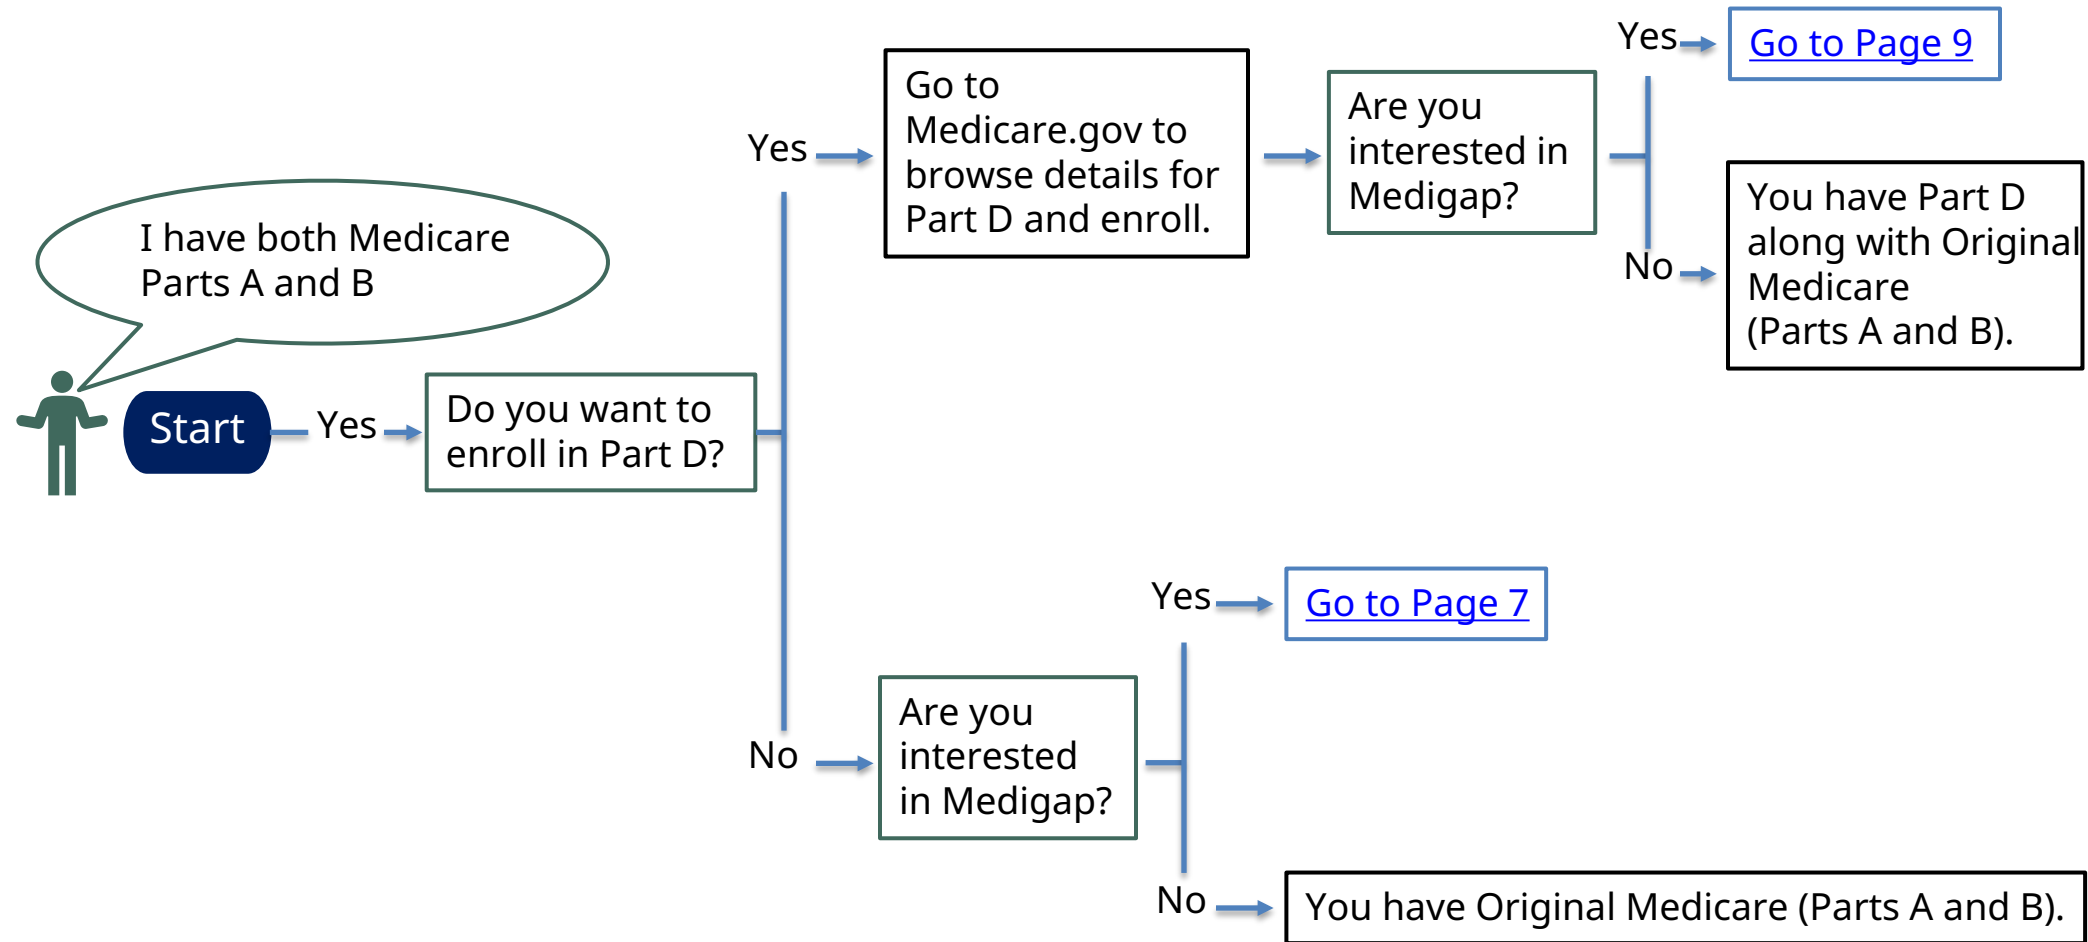 I have both Medicare
Parts A and B
Start
Yes
Do you want to
enroll in Part D?
Yes
Go to
Medicare.gov to
browse details for
Part D and enroll.
Are you
interested in
Medigap?
Yes
Go to Page 9
No
You have Part D
along with Original
Medicare
(Parts A and B).
No
Are you
interested
in Medigap?
Yes
Go to Page 7
No
You have Original Medicare (Parts A and B).